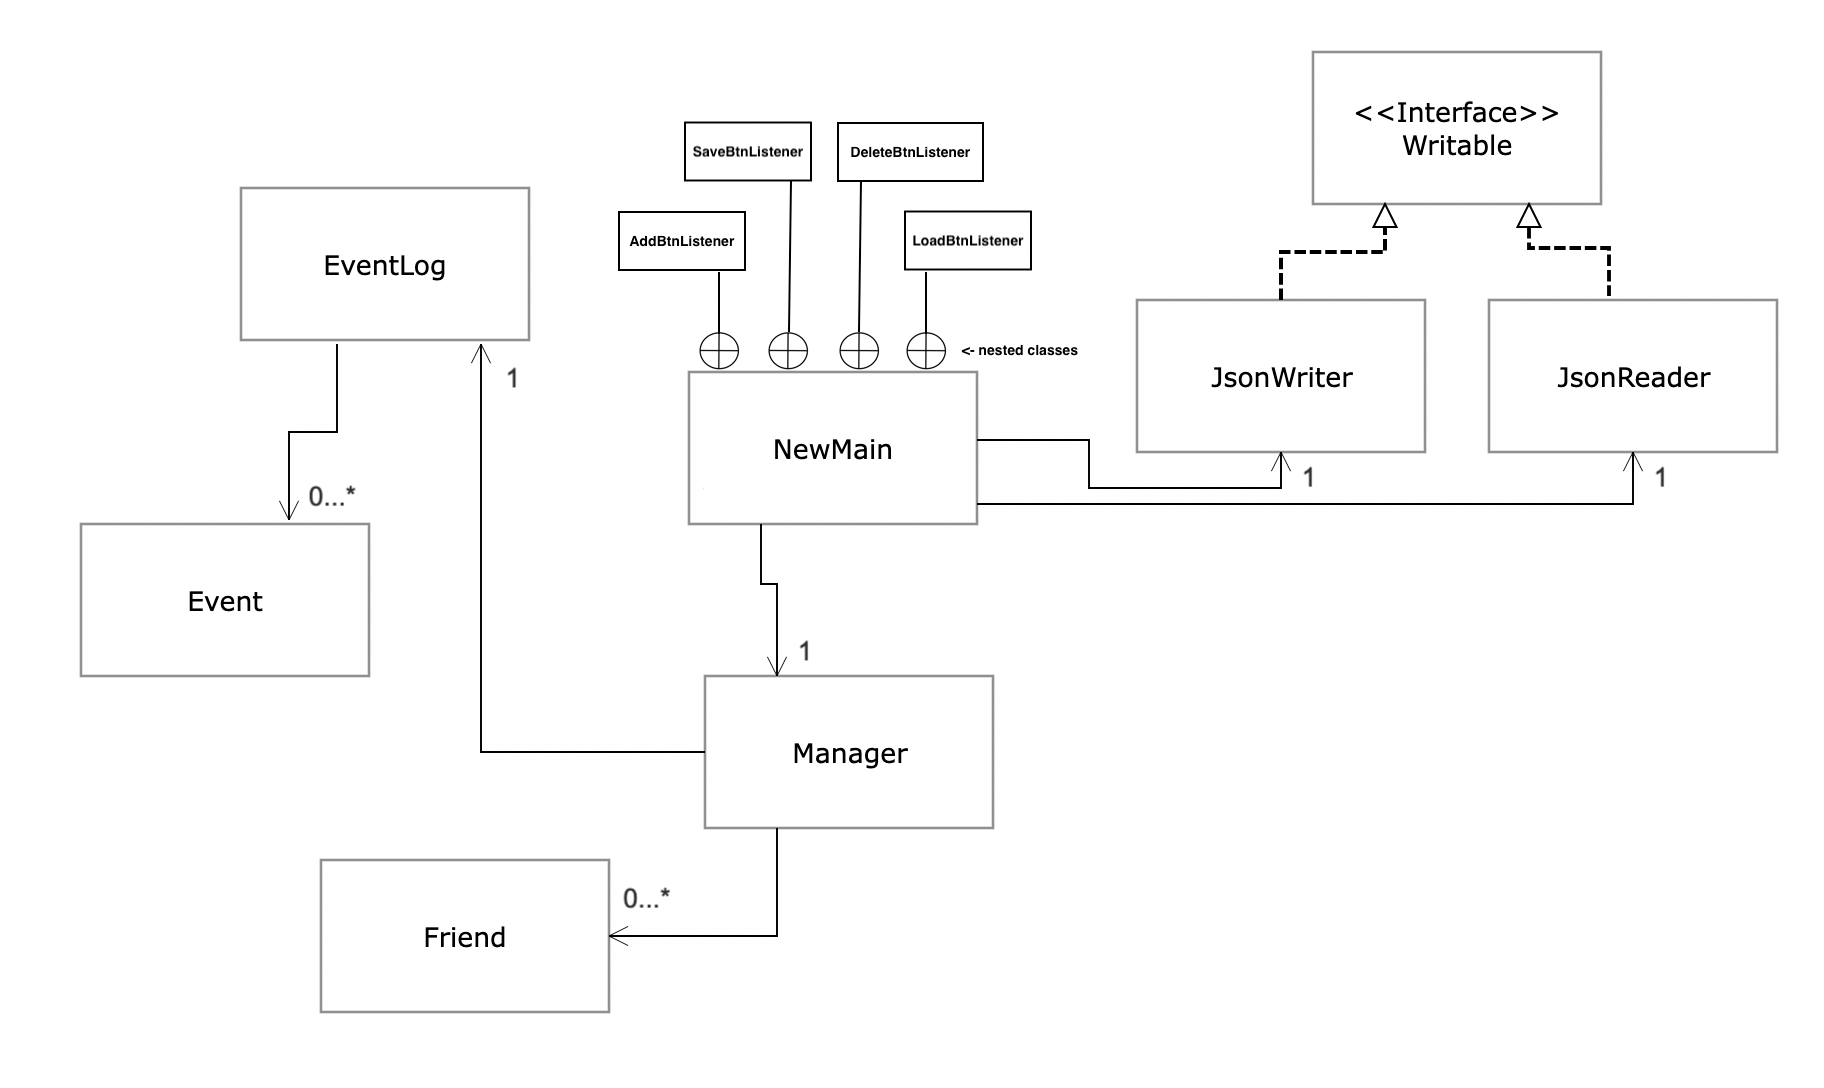 <<Interface>>
Writable
SaveBtnListener
DeleteBtnListener
AddBtnListener
LoadBtnListener
EventLog
<- nested classes
1
JsonWriter
JsonReader
NewMain
1
1
0...*
Event
1
Manager
0...*
Friend